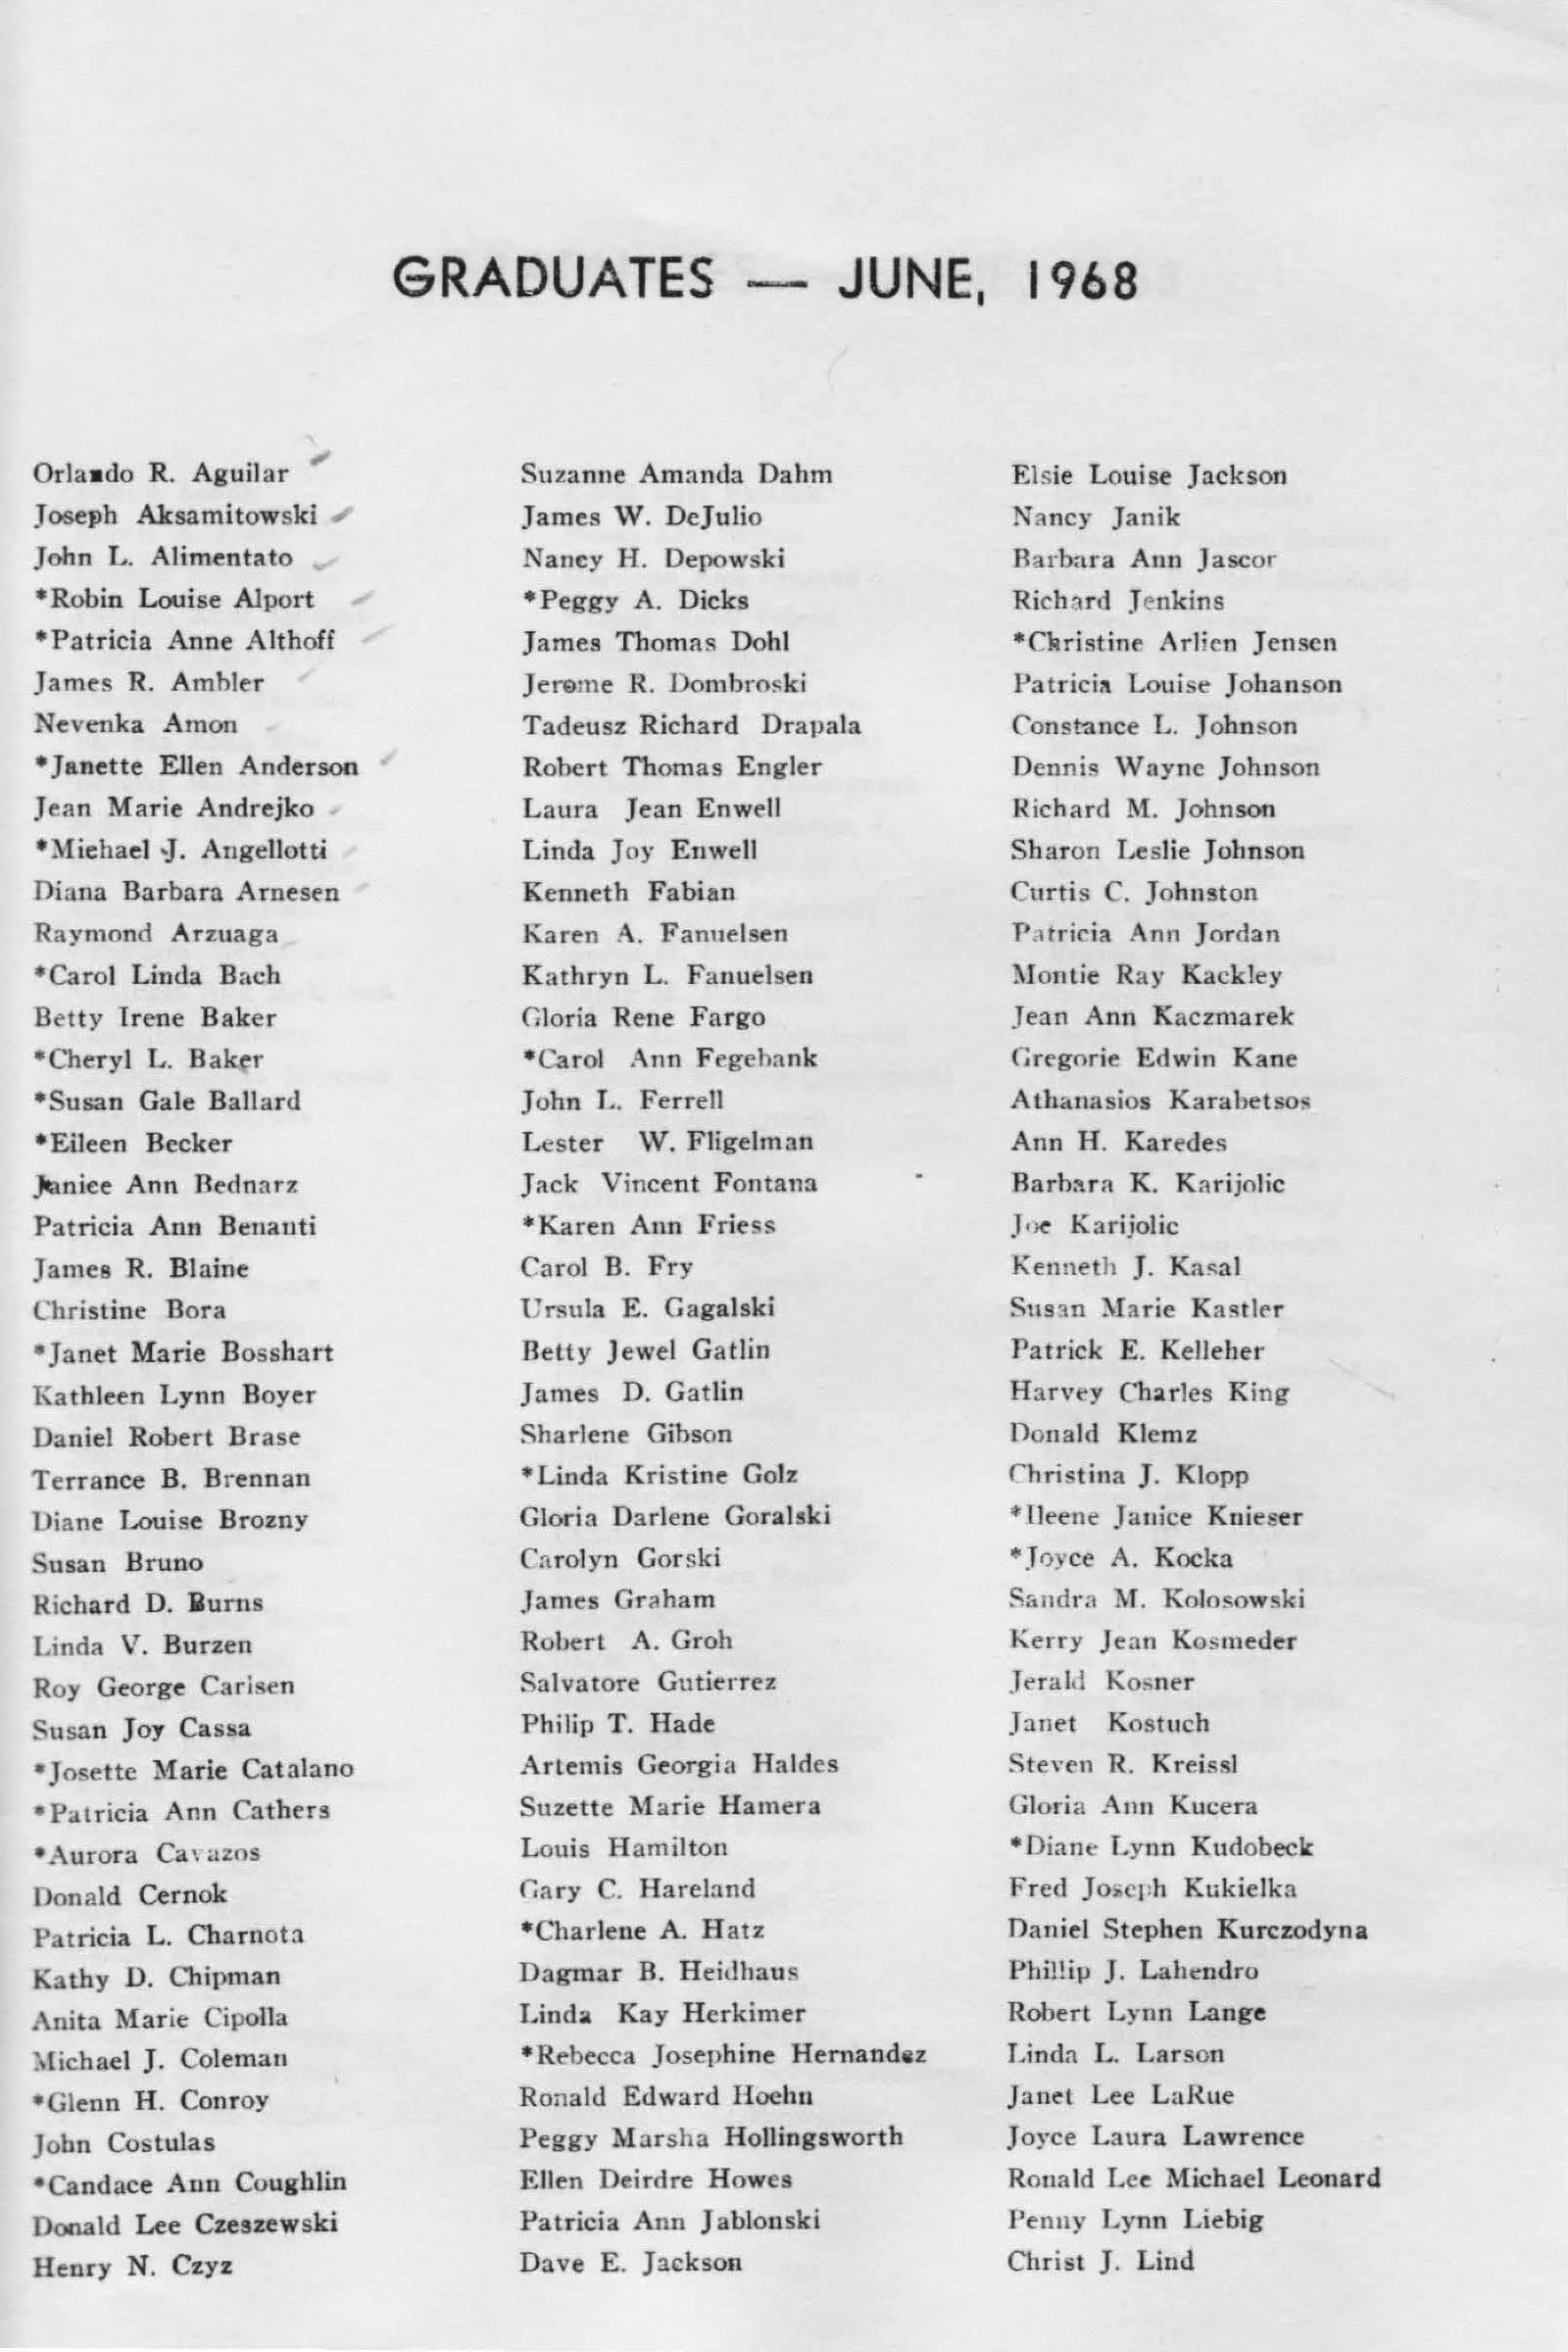 GRADUATES — JUNE, 1968
Orlando R. Aguilar
Joseph Aksamitowski
John L. Alimentato
*Robin Louise Alport
*Patricia Anne Althoff
James R. Ambler
Nevenka Amon
*Janette Ellen Anderson
Jean Marie Andrejko
*Michael J. Angellotti
Diana Barbara Arnesen
Raymond Arzuaga
*Carol Linda Bach
Betty Irene Baker
*Cheryl L. Baker
*Susan Gale Ballard
*Eileen Becker
Janice Ann Bednarz
Patricia Ann Benanti
James R. Blaine
Christine Bora
*Janet Marie Bosshart
Kathleen Lynn Boyer
Daniel Robert Brase
Terrance B. Brennan
Diane Louise Brozny
Susan Bruno
Richard D. Burns
Linda V. Burzen
Roy George Carisen
Susan Joy Cassa
*Josette Marie Catalano
*Patricia Ann Cathers
*Aurora Cavazos
Donald Cernok
Patricia L. Charnota
Kathy D. Chipman
Anita Marie Cipolla
Michael J. Coleman
*Glenn H. Conroy
John Costulas
*Candace Ann Coughlin
Donald Lee Czeszewski
Henry N. Czyz
Suzanne Amanda Dahm
James W. DeJulio
Nancy H. Depowski
*Peggy A. Dicks
James Thomas Dohl
Jerome R. Dombroski
Tadeusz Richard Drapala
Robert Thomas Engler
Laura Jean Enwell
Linda Joy Enwell
Kenneth Fabian
Karen A. Fanuelsen
Kathryn L. Fanuelsen
Gloria Rene Fargo
*Carol Ann Fegebank
John L. Ferrell
Lester W. Fligelman
Jack Vincent Fontana
*Karen Ann Friess
Carol B. Fry
Ursula E. Gagalski
Betty Jewel Gatlin
James D. Gatlin
Sharlene Gibson
*Linda Kristine Golz
Gloria Darlene Goralski
Carolyn Gorski
James Graham
Robert A. Groh
Salvatore Gutierrez
Philip T. Hade
Artemis Georgia Haldes
Suzette Marie Hamera
Louis Hamilton
Gary C. Hareland
*Charlene A. Hatz
Dagmar B. Heidhaus
Linda Kay Herkimer
*Rebecca Josephine Hernandez
Ronald Edward Hoehn
Peggy Marsha Hollingsworth
Ellen Deirdre Howes
Patricia Ann Jablonski
Dave E. Jackson
Elsie Louise Jackson
Nancy Janik
Barbara Ann Jascor
Richard Jenkins
*Christine Arlien Jensen
Patricia Louise Johanson
Constance L. Johnson
Dennis Wayne Johnson
Richard M. Johnson
Sharon Leslie Johnson
Curtis C. Johnston
Patricia Ann Jordan
Montie Ray Kackley
Jean Ann Kaczmarek
Gregorie Edwin Kane
Athanasios Karabetsos
Ann H. Karedes
Barbara K. Karijolic
Joe Karijolic
Kenneth J. Kasal
Susan Marie Kastler
Patrick E. Kelleher
Harvey Charles King
Donald Klemz
Christina J. Klopp
*Ileene Janice Knieser
*Joyce A. Kocka
Sandra M. Kolosowski
Kerry Jean Kosmeder
Jerald Kosner
Janet Kostuch
Steven R. Kreissl
Gloria Ann Kucera
*Diane Lynn Kudobeck
Fred Joseph Kukielka
Daniel Stephen Kurczodyna
Phillip J. Lahendro
Robert Lynn Lange
Linda L. Larson
Janet Lee LaRue
Joyce Laura Lawrence
Ronald Lee Michael Leonard
Penny Lynn Liebig
Christ J. Lind